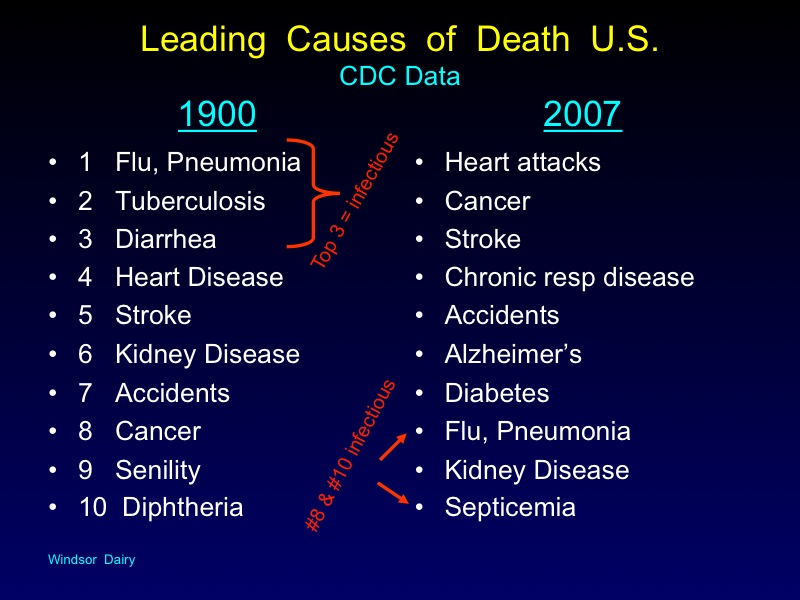 Leading Causes of Death U.S.
CDC Data
1900
• 1 Flu, Pneumonia
• 2 Tuberculosis
• 3 Diarrhea
• 4 Heart Disease
• 5 Stroke
• 6 Kidney Disease
• 7 Accidents
• 8 Cancer
• 9 Senility
• 10 Diphtheria
Top 3 = infectious
2007
• Heart attacks
• Cancer
• Stroke
• Chronic resp disease
• Accidents
• Alzheimer’s
• Diabetes
• Flu, Pneumonia
• Kidney Disease
• Septicemia
#8 & #10 infectious
Windsor Dairy